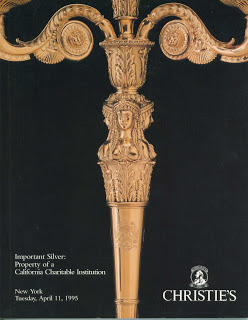 Important Silver:
Property of a
California Charitable Institution
New York
Tuesday, April 11, 1995
CHRISTIE'S